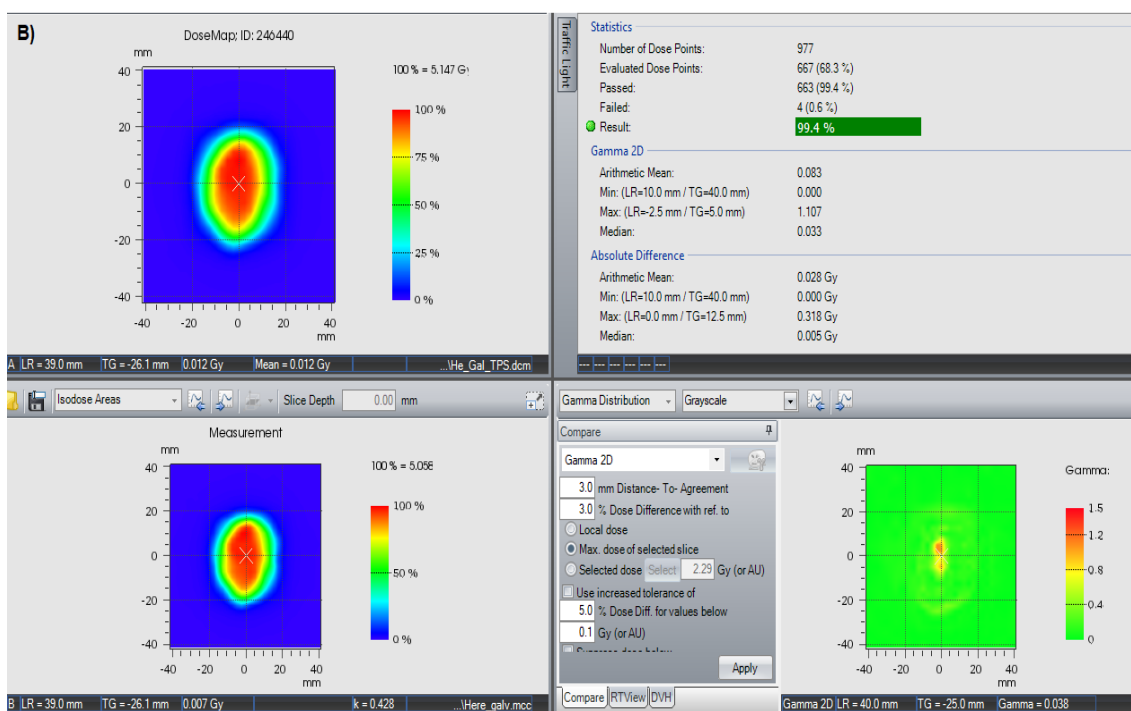 B)
DoseMap; ID: 246440
mm
100 % = 5.147 Gy
40
20
0
-20
-40
-40 -20 0 20 40
mm
100 %
75 %
50 %
25 %
0 %
A LR = 39.0 mm TG = -26.1 mm 0.012 Gy Mean = 0.012 Gy ...\He_Gal_TPS.dcm
Traffic Light
Statistics
Number of Dose Points: 977
Evaluated Dose Points: 667 (68.3 %)
Passed: 663 (99.4 %)
Failed: 4 (0.6 %)
Result: 99.4 %
Gamma 2D
Arithmetic Mean: 0.083
Min: (LR=10.0 mm / TG=40.0 mm) 0.000
Max: (LR=-2.5 mm / TG=5.0 mm) 1.107
Median: 0.033
Absolute Difference
Arithmetic Mean: 0.028 Gy
Min: (LR=10.0 mm / TG=40.0 mm) 0.000 Gy
Max: (LR=0.0 mm / TG=12.5 mm) 0.318 Gy
Median: 0.005 Gy
--- --- --- --- --- ---
Isodose Areas Slice Depth 0.00 mm
Measurement
mm
100 % = 5.058
40
20
0
-20
-40
-40 -20 0 20 40
mm
100 %
50 %
0 %
B LR = 39.0 mm TG = -26.1 mm 0.007 Gy k = 0.428 ...\Here_galv.mcc
Gamma Distribution Grayscale
Compare
Gamma 2D
3.0 mm Distance- To- Agreement
3.0 % Dose Difference with ref. to
Local dose
Max. dose of selected slice
Selected dose Select 2.29 Gy (or AU)
Use increased tolerance of
5.0 % Dose Diff. for values below
0.1 Gy (or AU)
Apply
Compare RTView DVH
mm
Gamma:
40
20
0
-20
-40
-40 -20 0 20 40
mm
1.5
1.2
0.8
0.4
0
Gamma 2D LR = 40.0 mm TG = -25.0 mm Gamma = 0.038